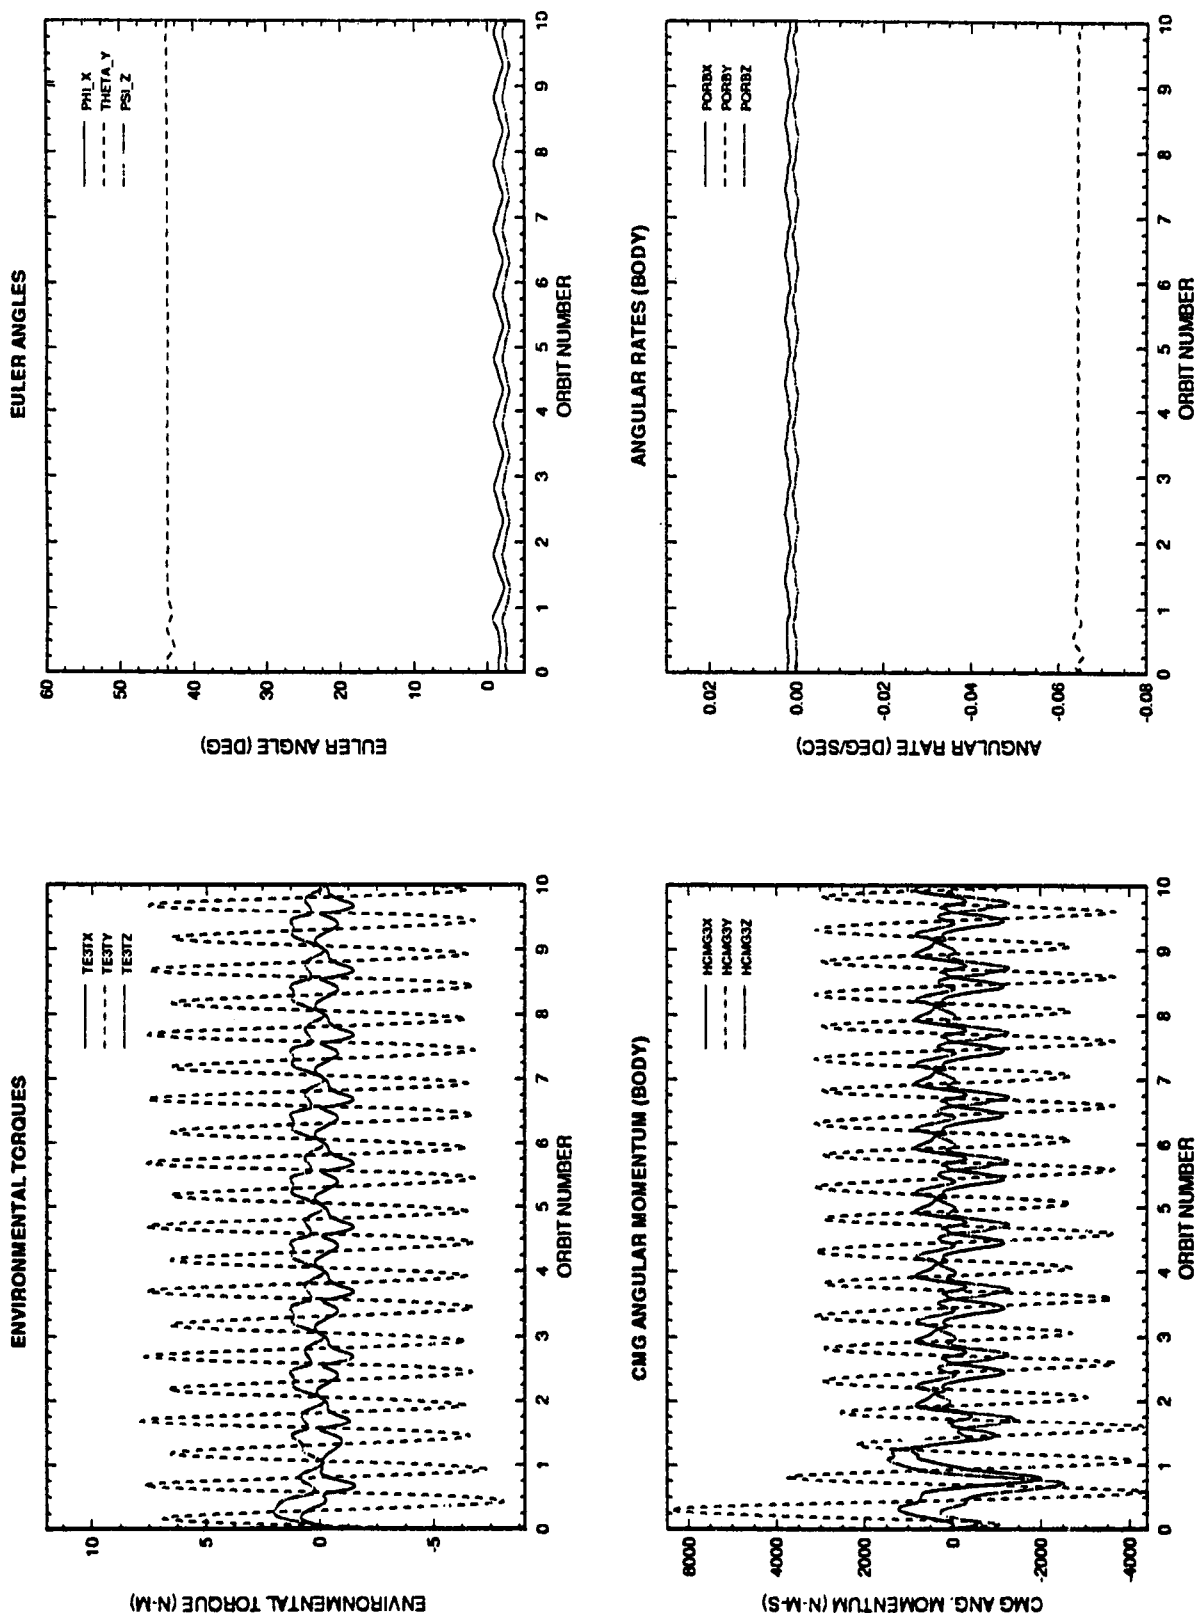 ENVIRONMENTAL TORQUES
ENVIRONMENTAL TORQUE (N-M)
10
5
0
-5
TE3TX
TE3TY
TE3TZ
0 1 2 3 4 5 6 7 8 9 10
ORBIT NUMBER
EULER ANGLES
EULER ANGLE (DEG)
60
50
40
30
20
10
0
PHI_X
THETA_Y
PSI_Z
0 1 2 3 4 5 6 7 8 9 10
ORBIT NUMBER
CMG ANGULAR MOMENTUM (BODY)
CMG ANG. MOMENTUM (N-M-S)
8000
6000
4000
2000
0
-2000
-4000
HCMG3X
HCMG3Y
HCMG3Z
0 1 2 3 4 5 6 7 8 9 10
ORBIT NUMBER
ANGULAR RATES (BODY)
ANGULAR RATE (DEG/SEC)
0.02
0.00
-0.02
-0.04
-0.06
-0.08
PORBX
PORBY
PORBZ
0 1 2 3 4 5 6 7 8 9 10
ORBIT NUMBER